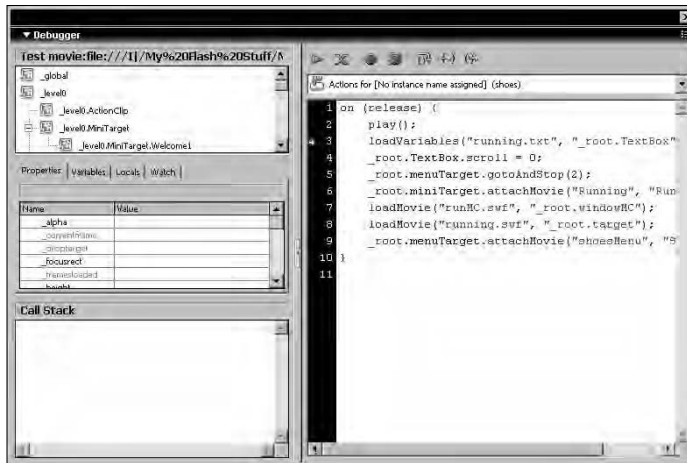 Debugger
Test movie:file:///I|/My%20Flash%20Stuff/M
_global
_level0
_level0.ActionClip
_level0.MiniTarget
_level0.MiniTarget.Welcome1
Properties Variables Locals Watch
Name Value
_alpha
_currentframe
_droptarget
_focusrect
_framesloaded
_height
Call Stack
Actions for [No instance name assigned] (shoes)
1 on (release) {
2 play();
3 loadVariables("running.txt", "_root.TextBox"
4 _root.TextBox.scroll = 0;
5 _root.menuTarget.gotoAndStop(2);
6 _root.miniTarget.attachMovie("Running", "Run
7 loadMovie("runMC.swf", "_root.windowMC");
8 loadMovie("running.swf", "_root.target");
9 _root.menuTarget.attachMovie("shoesMenu", "S
10 }
11